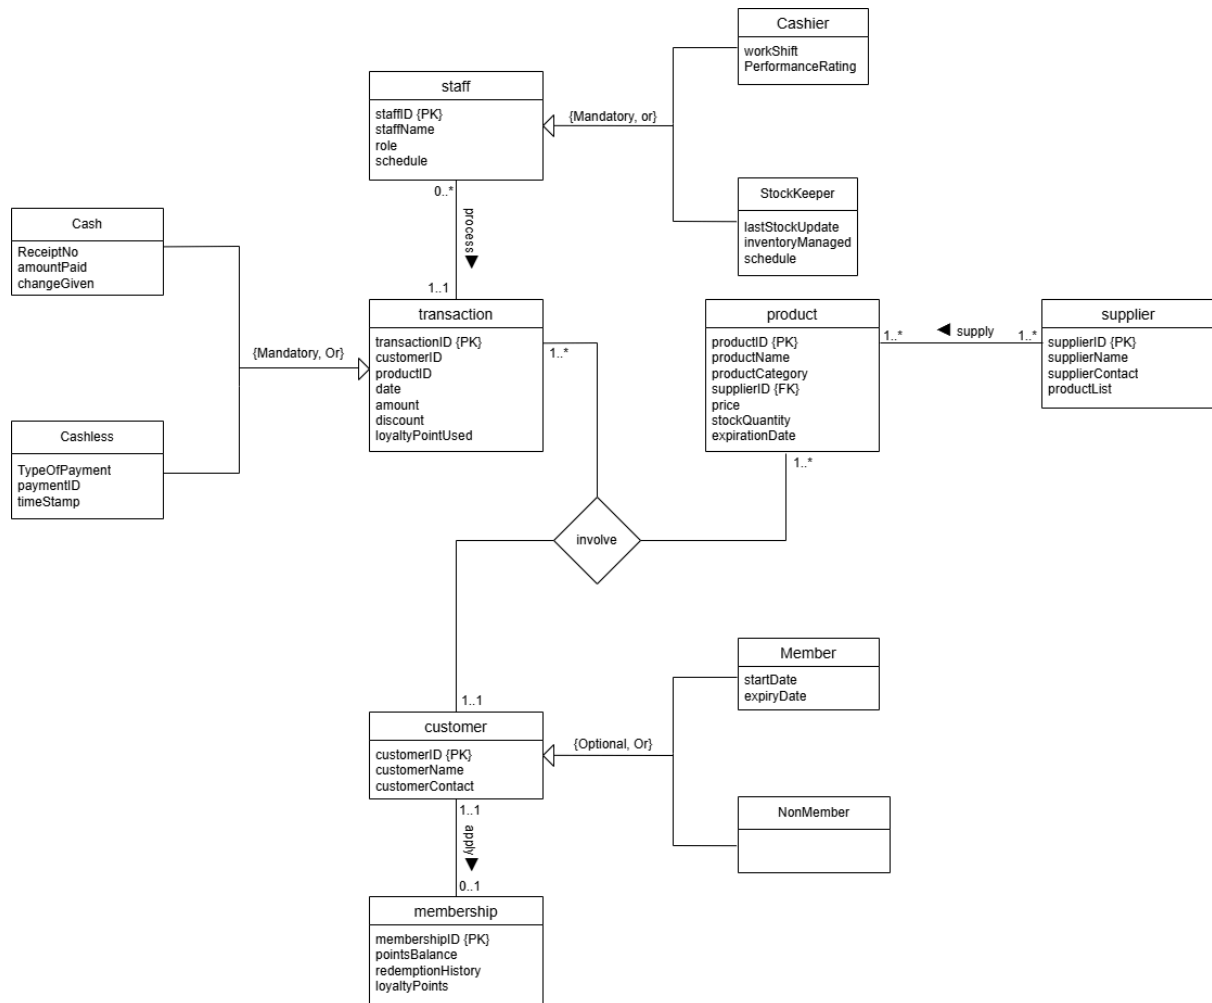 Cashier
workShift
PerformanceRating
staff
staffID {PK}
staffName
role
schedule
{Mandatory, or}
StockKeeper
lastStockUpdate
inventoryManaged
schedule
0..*
process
1..1
Cash
ReceiptNo
amountPaid
changeGiven
{Mandatory, Or}
Cashless
TypeOfPayment
paymentID
timeStamp
transaction
transactionID {PK}
customerID
productID
date
amount
discount
loyaltyPointUsed
1..*
product
productID {PK}
productName
productCategory
supplierID {FK}
price
stockQuantity
expirationDate
1..*
supply
1..*
supplier
supplierID {PK}
supplierName
supplierContact
productList
1..*
involve
1..1
customer
customerID {PK}
customerName
customerContact
{Optional, Or}
Member
startDate
expiryDate
NonMember
1..1
apply
0..1
membership
membershipID {PK}
pointsBalance
redemptionHistory
loyaltyPoints